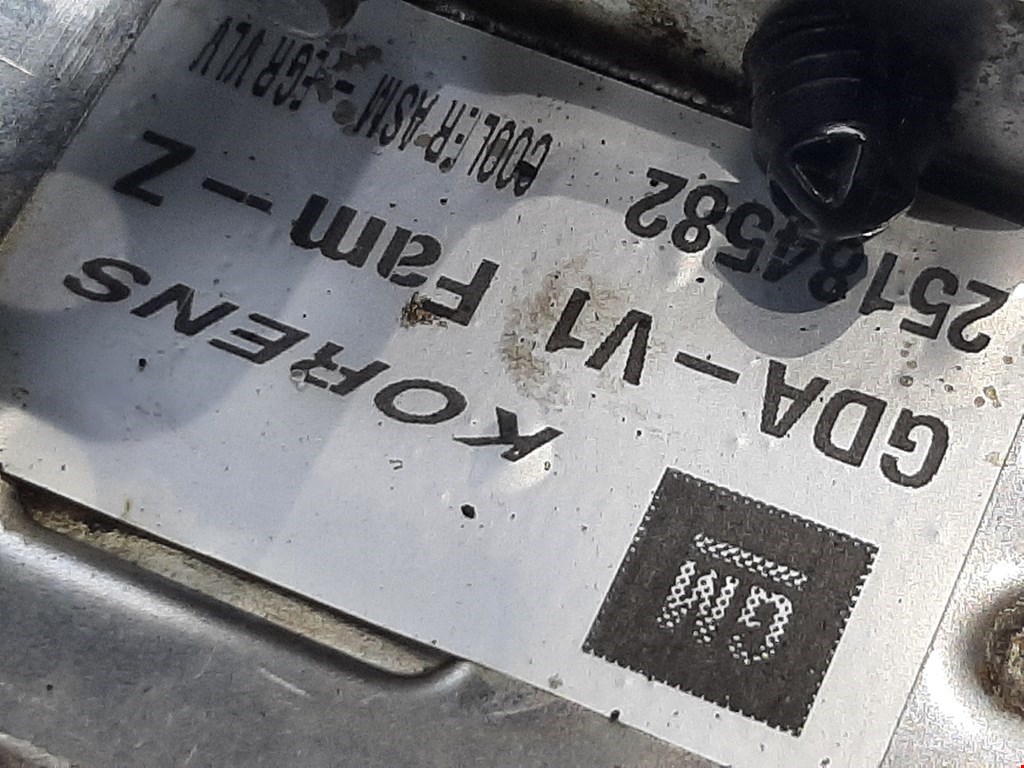 GM KORENS
GDA-V1 Fam-Z
25184582 COOLER ASM-EGR VLV